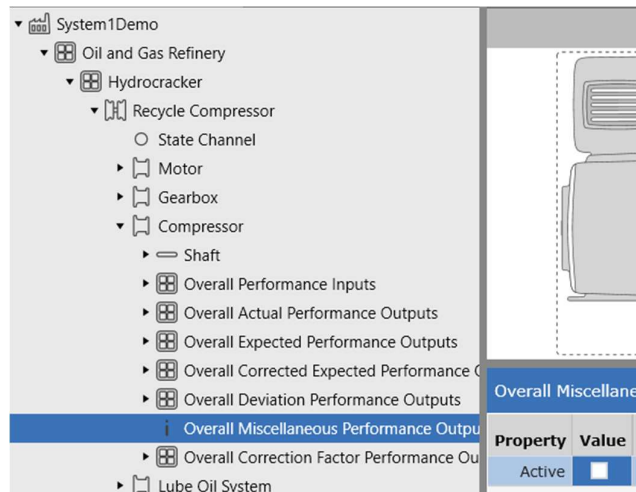 System1Demo
Oil and Gas Refinery
Hydrocracker
Recycle Compressor
State Channel
Motor
Gearbox
Compressor
Shaft
Overall Performance Inputs
Overall Actual Performance Outputs
Overall Expected Performance Outputs
Overall Corrected Expected Performance
Overall Deviation Performance Outputs
Overall Miscellaneous Performance Outpu
Overall Correction Factor Performance Ou
Lube Oil System
Overall Miscellane
Property Value
Active